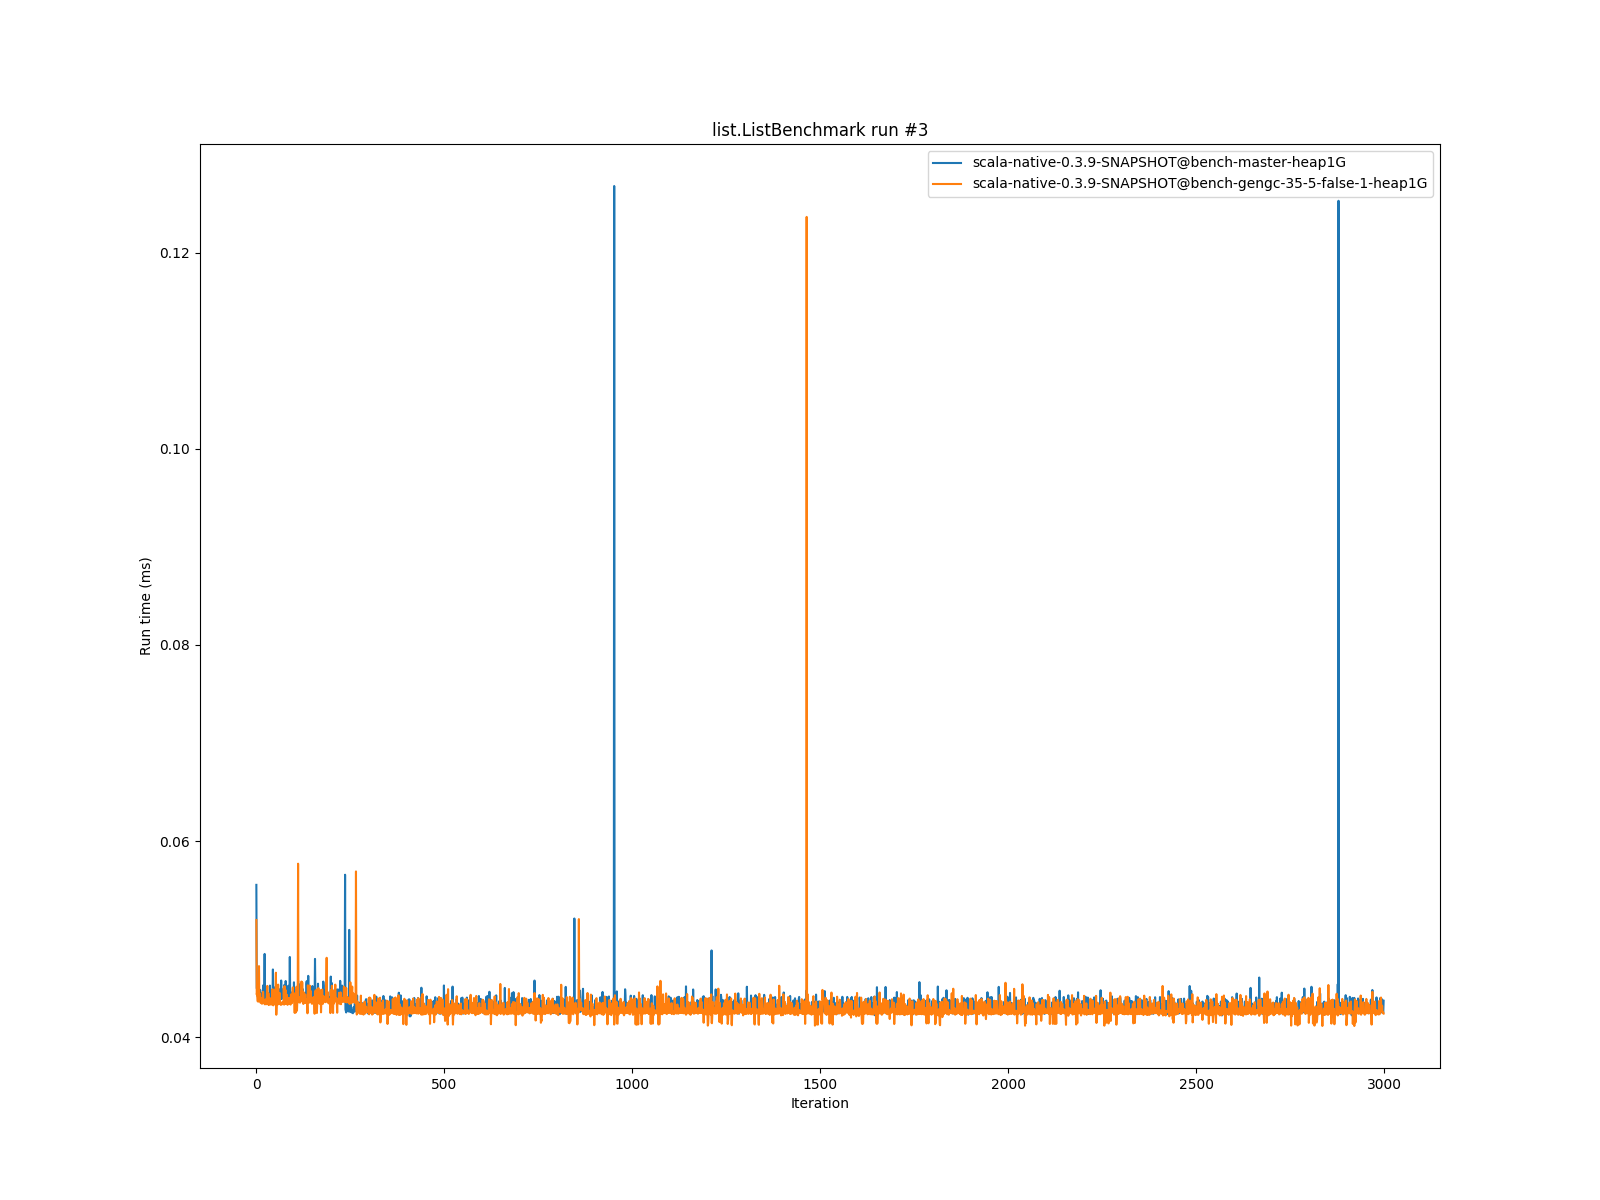 list.ListBenchmark run #3
scala-native-0.3.9-SNAPSHOT@bench-master-heap1G
scala-native-0.3.9-SNAPSHOT@bench-gengc-35-5-false-1-heap1G
0.12
0.10
0.08
0.06
0.04
Run time (ms)
0
500
1000
1500
2000
2500
3000
Iteration